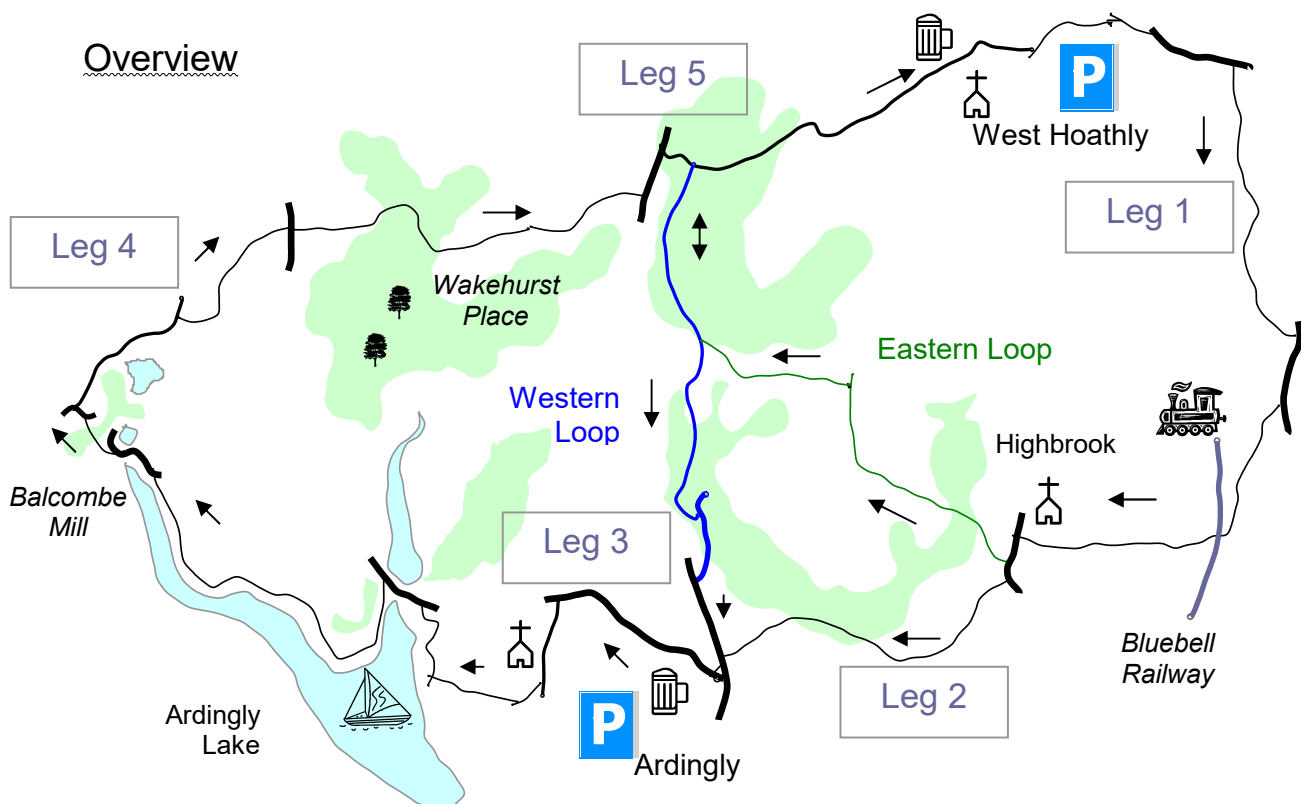 Overview
Leg 5
P
West Hoathly
Leg 1
Leg 4
Wakehurst
Place
Eastern Loop
Western
Loop
Highbrook
Balcombe
Mill
Leg 3
Bluebell
Railway
Leg 2
Ardingly
Lake
P
Ardingly